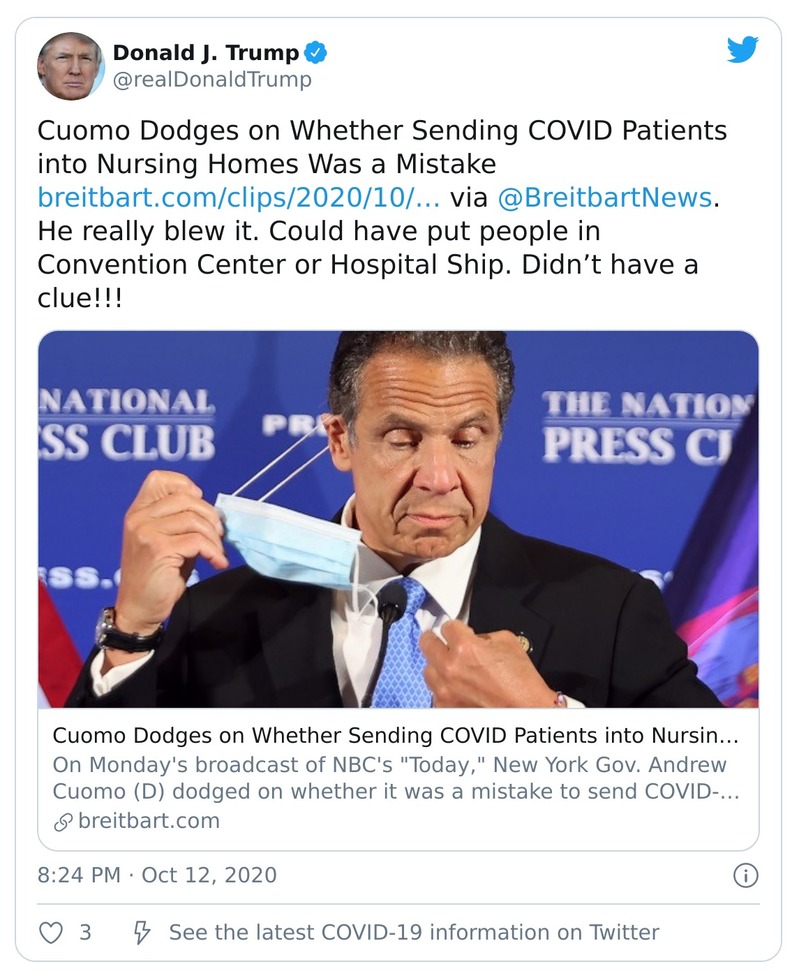 Donald J. Trump
@realDonaldTrump
Cuomo Dodges on Whether Sending COVID Patients
into Nursing Homes Was a Mistake
breitbart.com/clips/2020/10/… via @BreitbartNews.
He really blew it. Could have put people in
Convention Center or Hospital Ship. Didn’t have a
clue!!!
NATIONAL
SS CLUB
PR
THE NATION
PRESS CL
ss.
Cuomo Dodges on Whether Sending COVID Patients into Nursin…
On Monday's broadcast of NBC's "Today," New York Gov. Andrew
Cuomo (D) dodged on whether it was a mistake to send COVID-…
breitbart.com
8:24 PM · Oct 12, 2020
3
See the latest COVID-19 information on Twitter